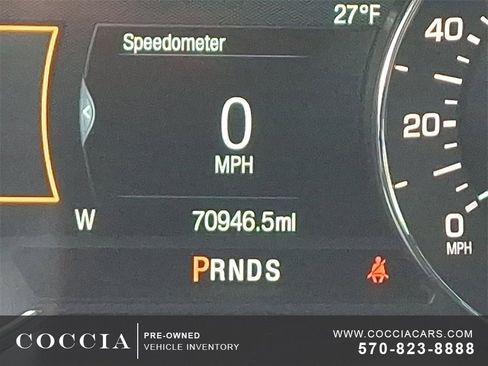 27°F
Speedometer
40
0
20
MPH
W
70946.5ml
0
MPH
PRNDS
COCCIA
PRE-OWNED
VEHICLE INVENTORY
WWW.COCCIACARS.COM
570-823-8888